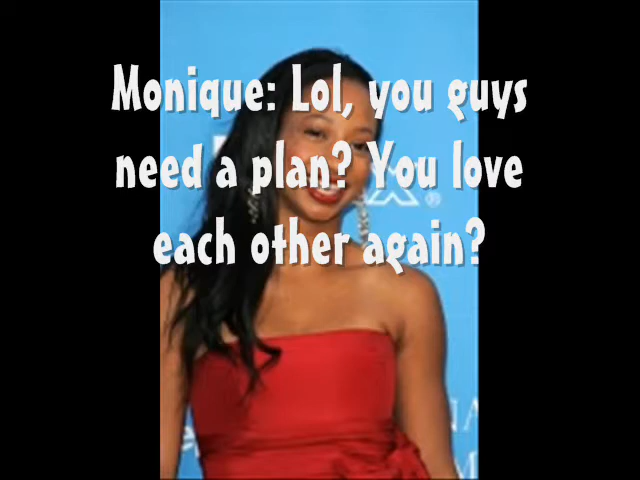 Monique: Lol, you guys
need a plan? You love
each other again?